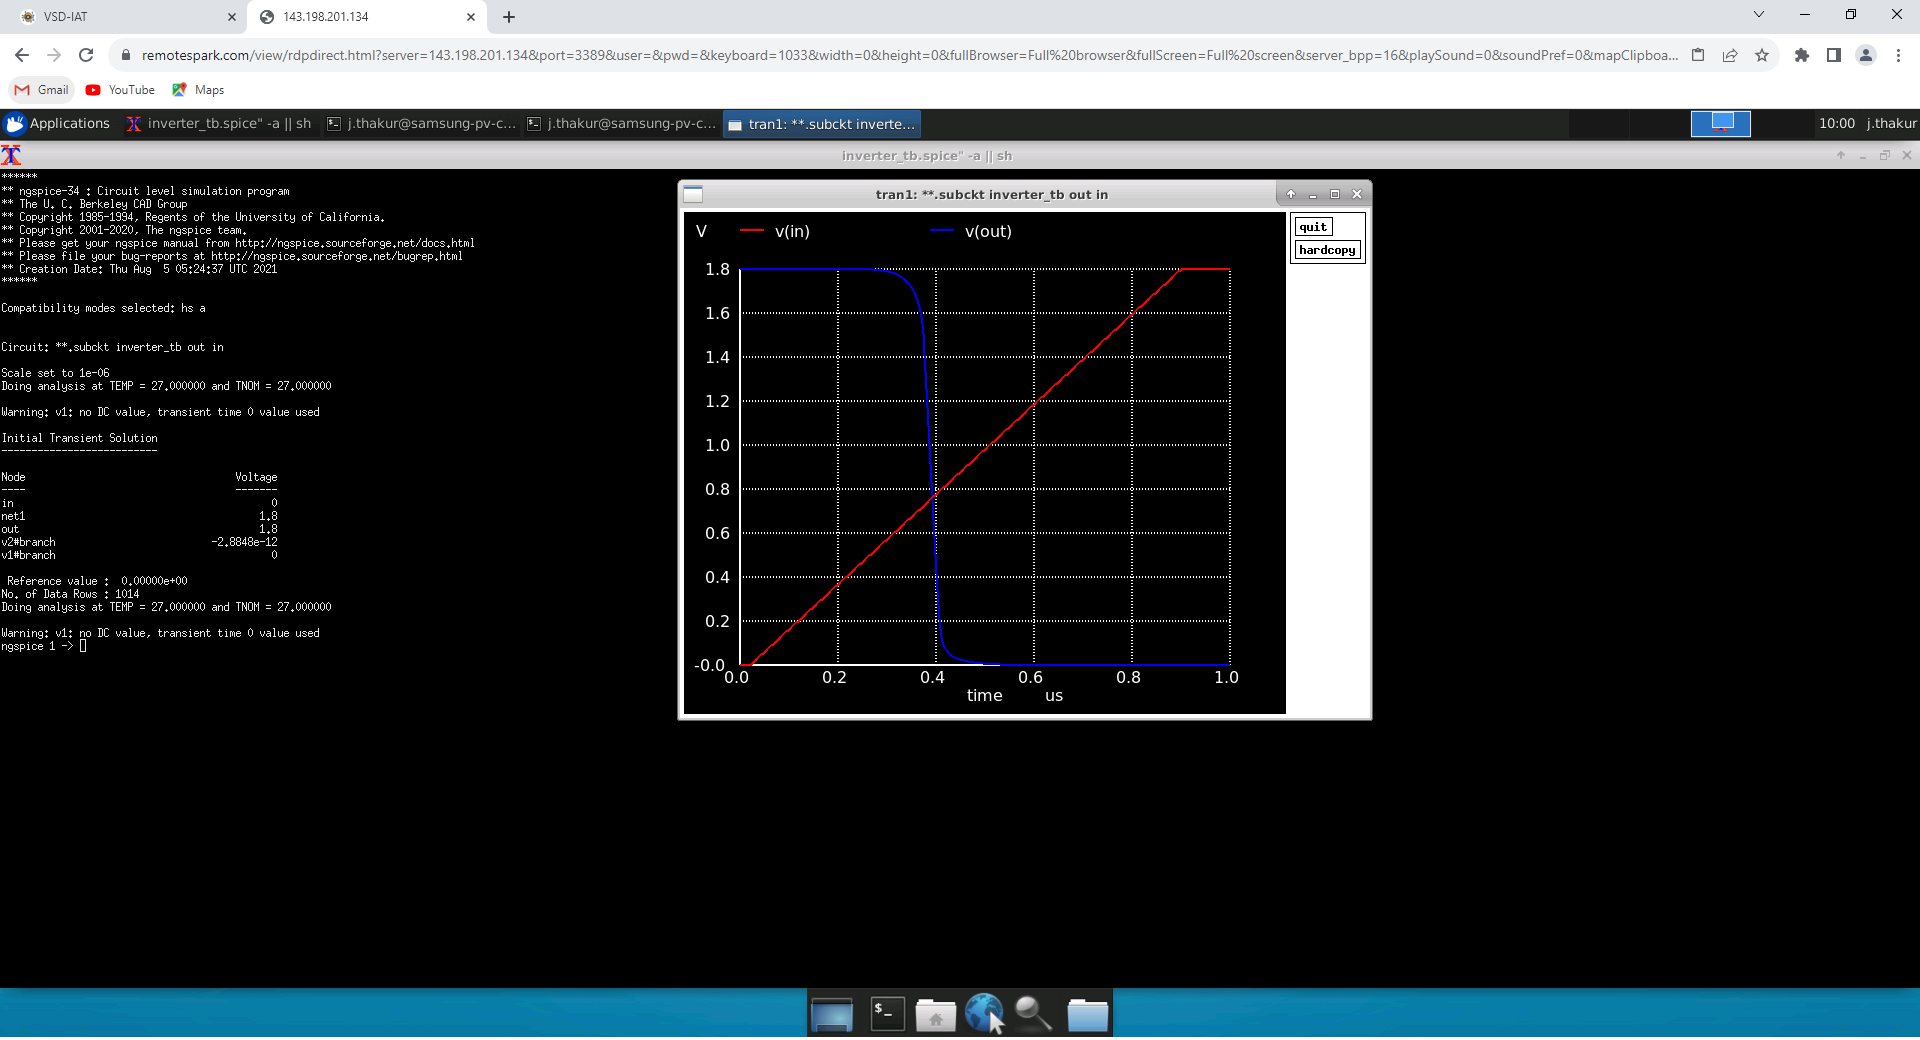 VSD-IAT
143.198.201.134
remotespark.com/view/rdpdirect.html?server=143.198.201.134&port=3389&user=&pwd=&keyboard=1033&width=0&height=0&fullBrowser=Full%20browser&fullScreen=Full%20screen&server_bpp=16&playSound=0&soundPref=0&mapClipboa...
Gmail YouTube Maps
Applications inverter_tb.spice" -a || sh j.thakur@samsung-pv-c... j.thakur@samsung-pv-c... tran1: **.subckt inverte... 10:00 j.thakur
inverter_tb.spice" -a || sh
******
** ngspice-34 : Circuit level simulation program
** The U. C. Berkeley CAD Group
** Copyright 1985-1994, Regents of the University of California.
** Copyright 2001-2020, The ngspice team.
** Please get your ngspice manual from http://ngspice.sourceforge.net/docs.html
** Please file your bug-reports at http://ngspice.sourceforge.net/bugrep.html
** Creation Date: Thu Aug  5 05:24:37 UTC 2021
******
Compatibility modes selected: hs a
Circuit: **.subckt inverter_tb out in
Scale set to 1e-06
Doing analysis at TEMP = 27.000000 and TNOM = 27.000000
Warning: v1: no DC value, transient time 0 value used
Initial Transient Solution
--------------------------
Node Voltage
---- -------
in 0
net1 1.8
out 1.8
v2#branch -2.8848e-12
v1#branch 0
Reference value :  0.00000e+00
No. of Data Rows : 1014
Doing analysis at TEMP = 27.000000 and TNOM = 27.000000
Warning: v1: no DC value, transient time 0 value used
ngspice 1 ->
tran1: **.subckt inverter_tb out in
quit
hardcopy
V v(in) v(out)
1.8
1.6
1.4
1.2
1.0
0.8
0.6
0.4
0.2
-0.0
0.0 0.2 0.4 0.6 0.8 1.0
time us
$_